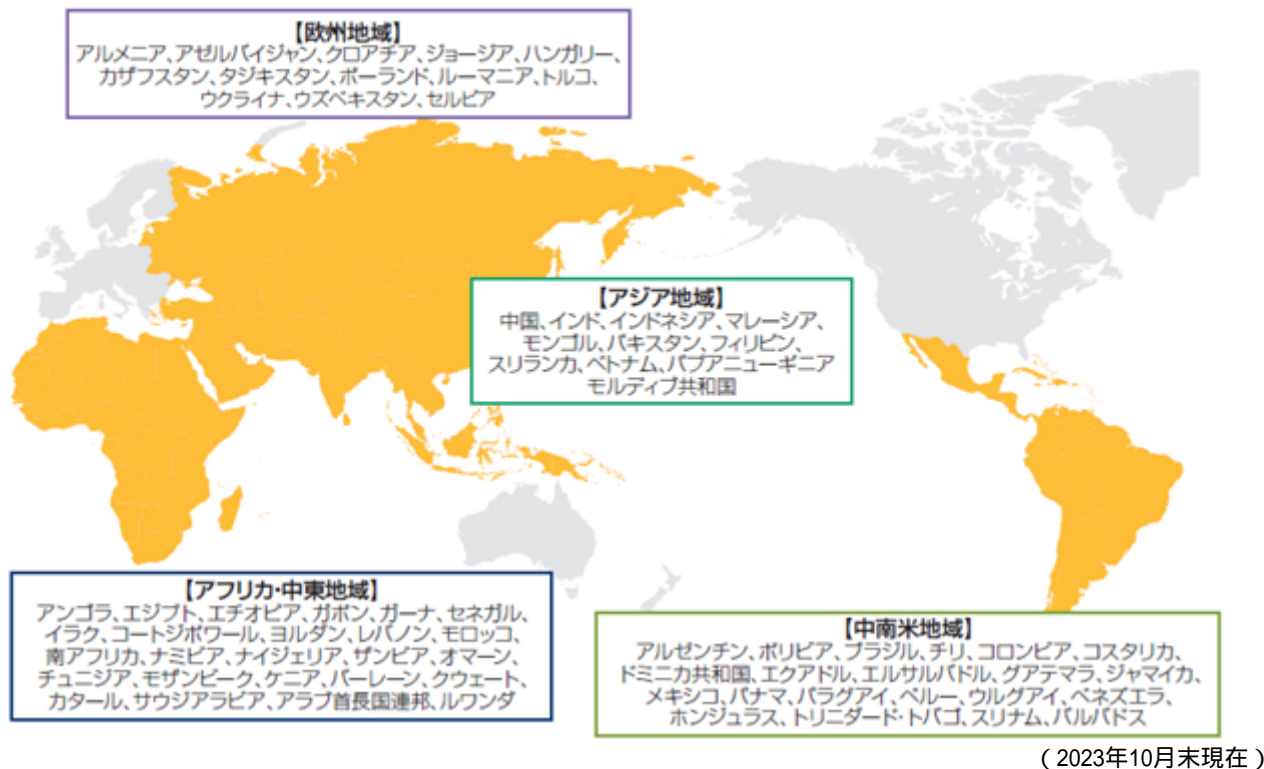 【欧州地域】
アルメニア、アゼルバイジャン、クロアチア、ジョージア、ハンガリー、
カザフスタン、タジキスタン、ポーランド、ルーマニア、トルコ、
ウクライナ、ウズベキスタン、セルビア
【アジア地域】
中国、インド、インドネシア、マレーシア、
モンゴル、パキスタン、フィリピン、
スリランカ、ベトナム、パプアニューギニア
モルディブ共和国
【アフリカ・中東地域】
アンゴラ、エジプト、エチオピア、ガボン、ガーナ、セネガル、
イラク、コートジボワール、ヨルダン、レバノン、モロッコ、
南アフリカ、ナミビア、ナイジェリア、ザンビア、オマーン、
チュニジア、モザンビーク、ケニア、バーレーン、クウェート、
カタール、サウジアラビア、アラブ首長国連邦、ルワンダ
【中南米地域】
アルゼンチン、ボリビア、ブラジル、チリ、コロンビア、コスタリカ、
ドミニカ共和国、エクアドル、エルサルバドル、グアテマラ、ジャマイカ、
メキシコ、パナマ、パラグアイ、ペルー、ウルグアイ、ベネズエラ、
ホンジュラス、トリニダード・トバゴ、スリナム、バルバドス
(2023年10月末現在)